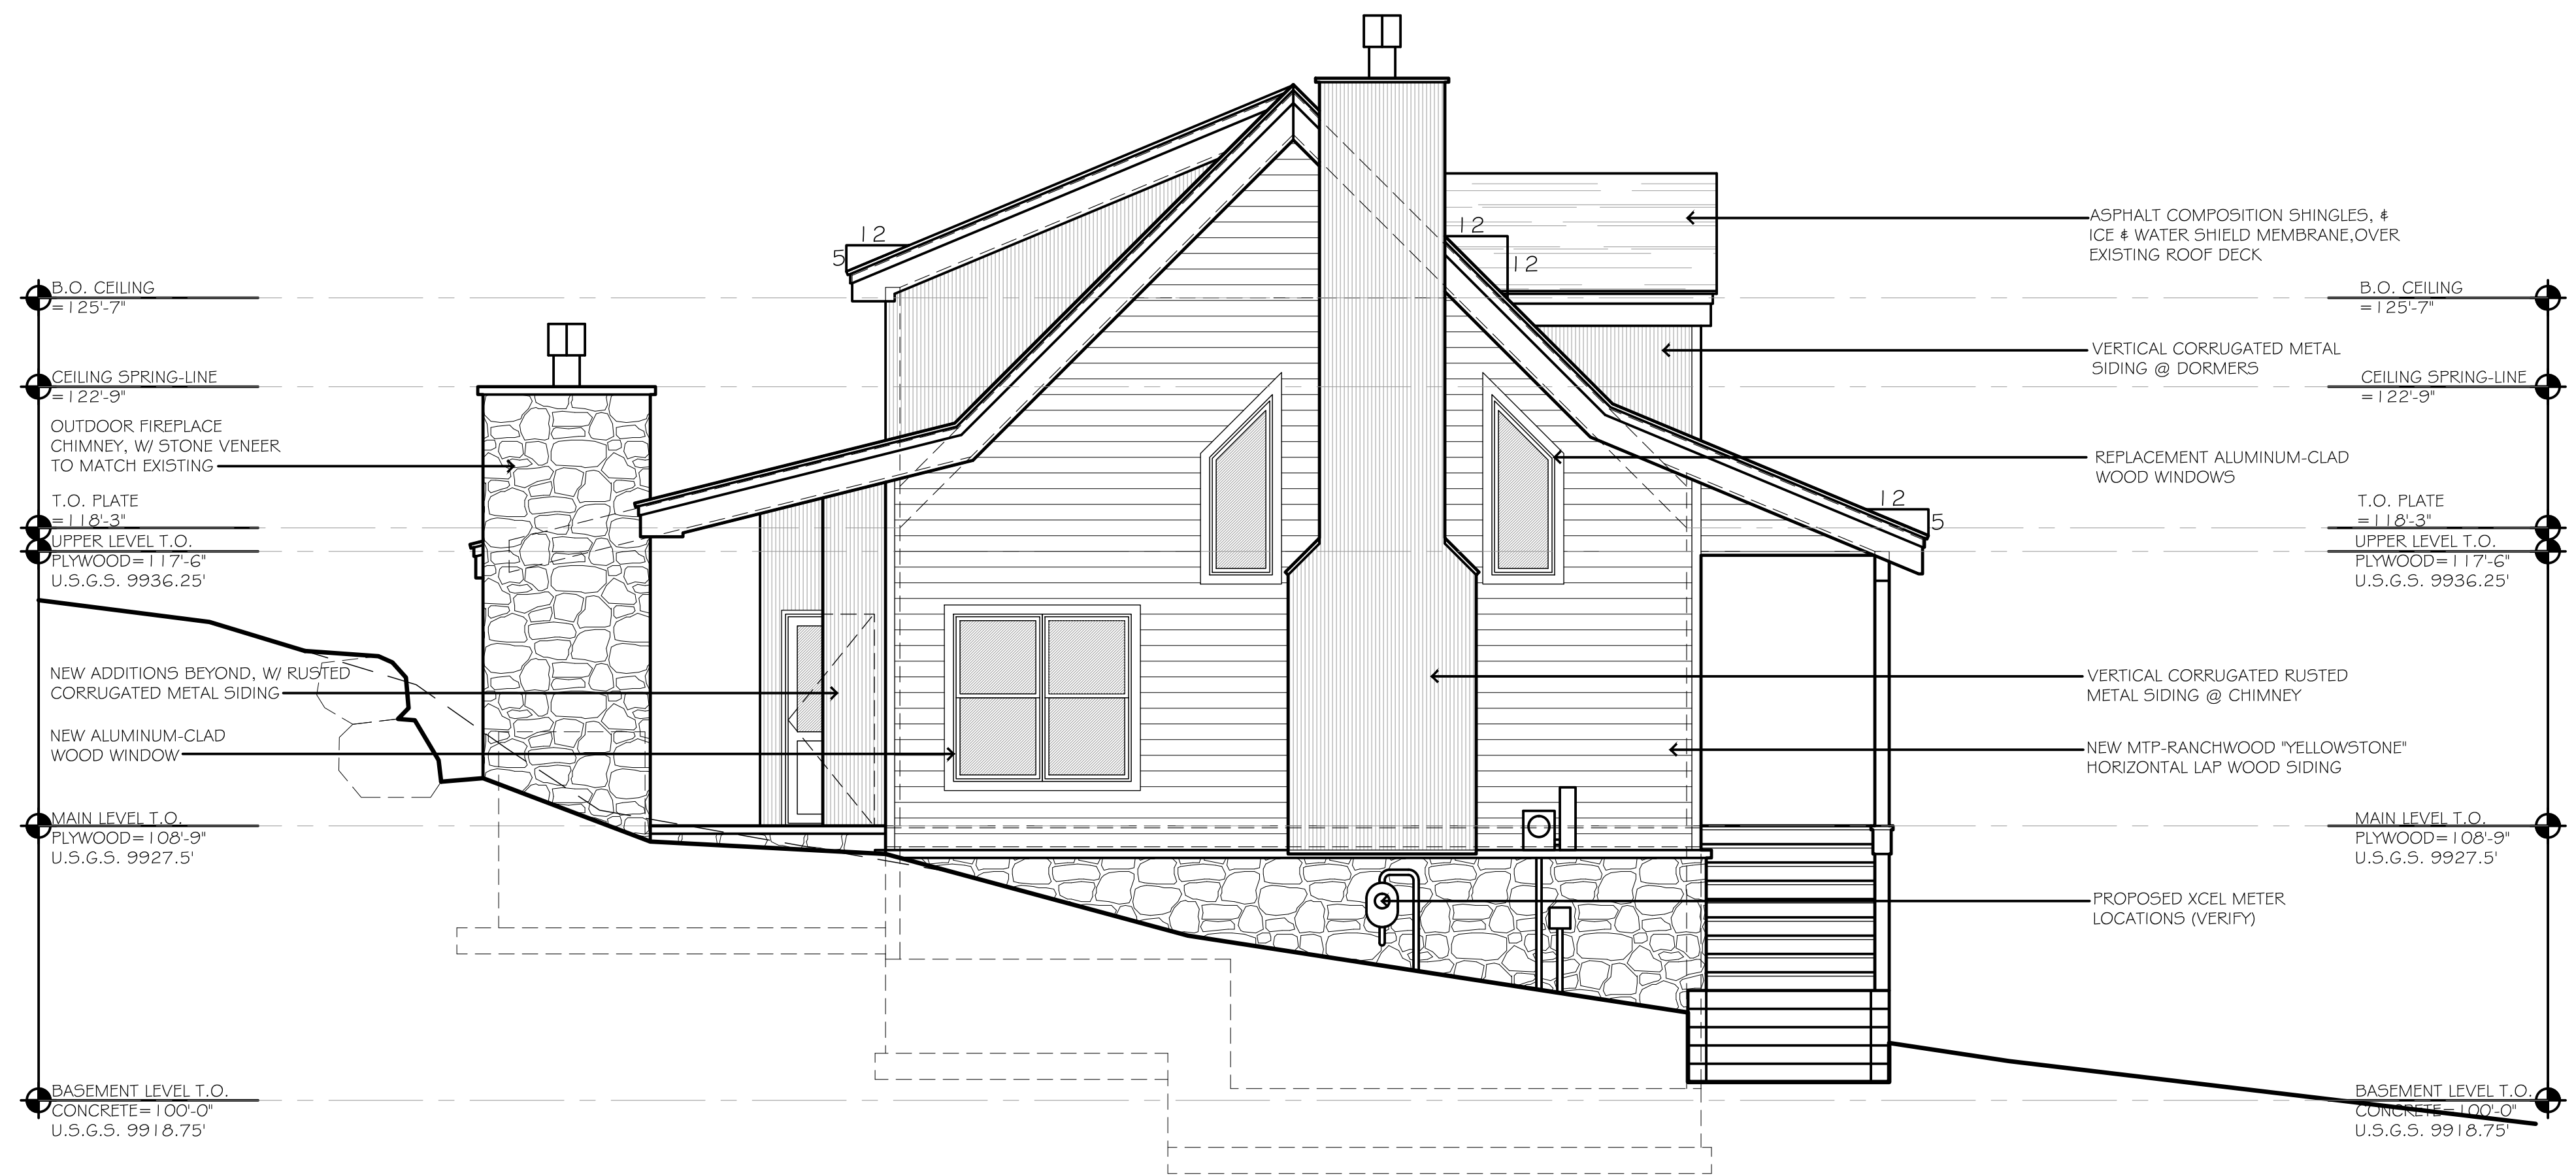 B.O. CEILING
=125'-7"
CEILING SPRING-LINE
=122'-9"
OUTDOOR FIREPLACE
CHIMNEY, W/ STONE VENEER
TO MATCH EXISTING
T.O. PLATE
=118'-3"
UPPER LEVEL T.O.
PLYWOOD=117'-6"
U.S.G.S. 9936.25'
NEW ADDITIONS BEYOND, W/ RUSTED
CORRUGATED METAL SIDING
NEW ALUMINUM-CLAD
WOOD WINDOW
MAIN LEVEL T.O.
PLYWOOD=108'-9"
U.S.G.S. 9927.5'
BASEMENT LEVEL T.O.
CONCRETE=100'-0"
U.S.G.S. 9918.75'
12
5
12
12
12
5
ASPHALT COMPOSITION SHINGLES, &
ICE & WATER SHIELD MEMBRANE,OVER
EXISTING ROOF DECK
B.O. CEILING
=125'-7"
VERTICAL CORRUGATED METAL
SIDING @ DORMERS
CEILING SPRING-LINE
=122'-9"
REPLACEMENT ALUMINUM-CLAD
WOOD WINDOWS
T.O. PLATE
=118'-3"
UPPER LEVEL T.O.
PLYWOOD=117'-6"
U.S.G.S. 9936.25'
VERTICAL CORRUGATED RUSTED
METAL SIDING @ CHIMNEY
NEW MTP-RANCHWOOD "YELLOWSTONE"
HORIZONTAL LAP WOOD SIDING
MAIN LEVEL T.O.
PLYWOOD=108'-9"
U.S.G.S. 9927.5'
PROPOSED XCEL METER
LOCATIONS (VERIFY)
BASEMENT LEVEL T.O.
CONCRETE=100'-0"
U.S.G.S. 9918.75'